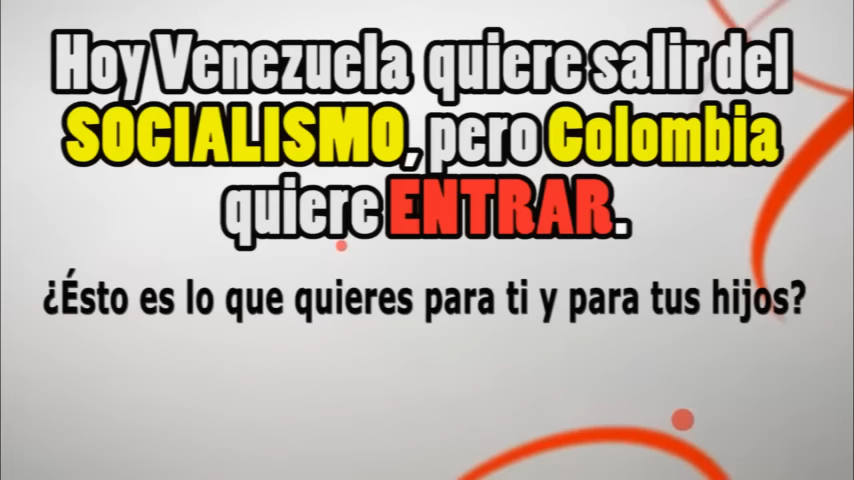 Hoy Venezuela quiere salir del
SOCIALISMO, pero Colombia
quiere ENTRAR.
¿Ésto es lo que quieres para ti y para tus hijos?